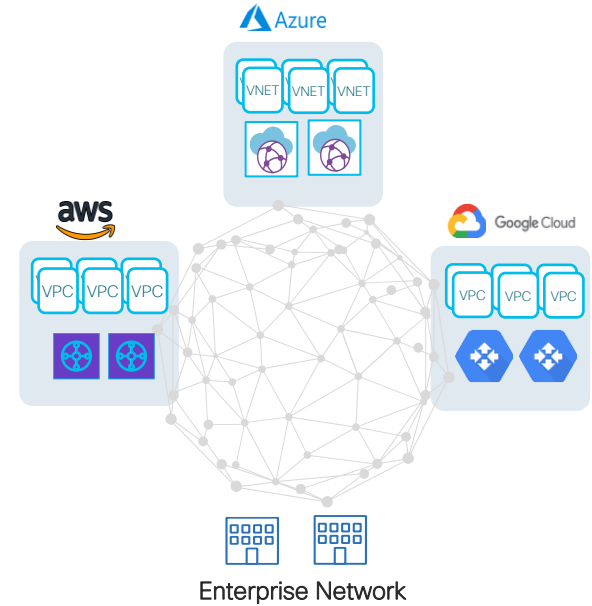 Azure
VNET VNET VNET
aws
Google Cloud
VPC VPC VPC
VPC VPC VPC
Enterprise Network